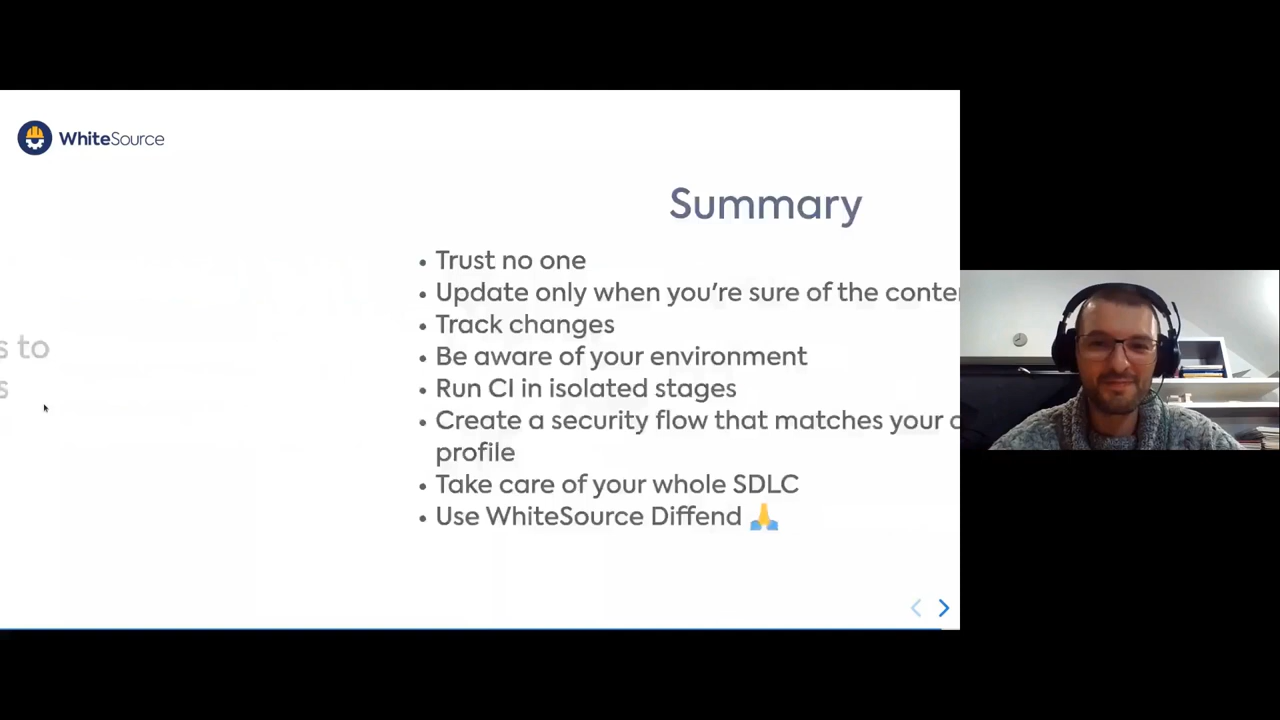 WhiteSource
Summary
Trust no one
Update only when you're sure of the conte
Track changes
s to
Be aware of your environment
s
Run CI in isolated stages
Create a security flow that matches your
profile
Take care of your whole SDLC
Use WhiteSource Diffend 🙏